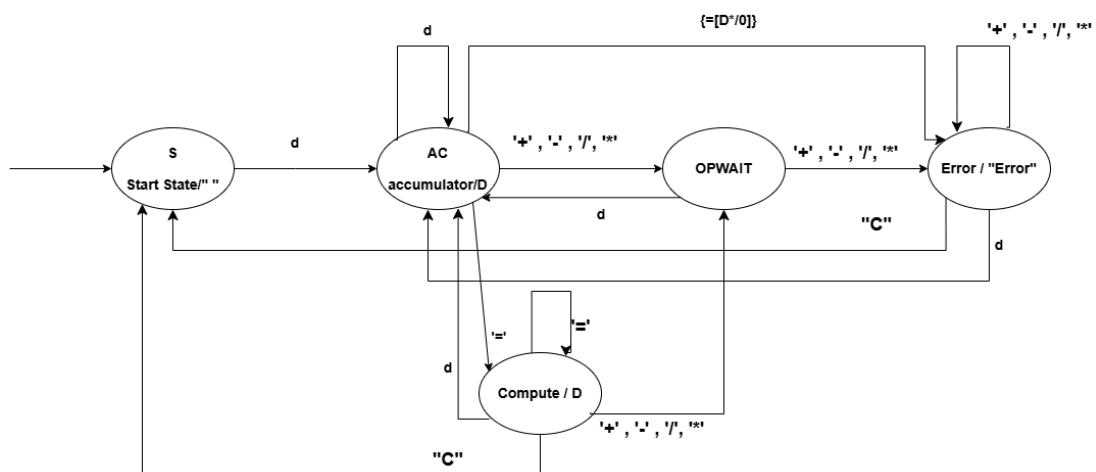 {=[D*/0]}
d
'+' , '-' , '/', '*'
S
Start State/" "
d
AC
accumulator/D
'+' , '-' , '/', '*'
OPWAIT
'+' , '-' , '/', '*'
Error / "Error"
d
"C"
d
'='
'='
d
Compute / D
'+' , '-' , '/', '*'
"C"